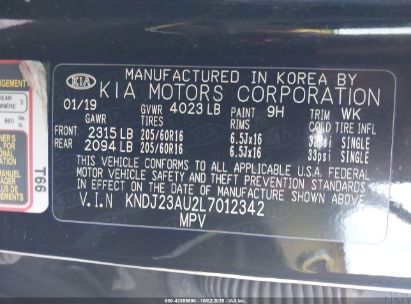 MANUFACTURED IN KOREA BY
KIA
KIA MOTORS CORPORATION
01/19 GVWR 4023 LB PAINT 9H TRIM WK
RIMS COLD TIRE INFL
FRONT 2315 LB 205/60R16 6.5Jx16 SINGLE
REAR 2094 LB 205/60R16 6.5Jx16 33psi SINGLE
THIS VEHICLE CONFORMS TO ALL APPLICABLE U.S.A. FEDERAL
MOTOR VEHICLE SAFETY AND THEFT PREVENTION STANDARDS
IN EFFECT ON THE DATE OF MANUFACTURE SHOWN ABOVE
V.I.N KNDJ23AU2L7012342
MPV
REAR
3
T66